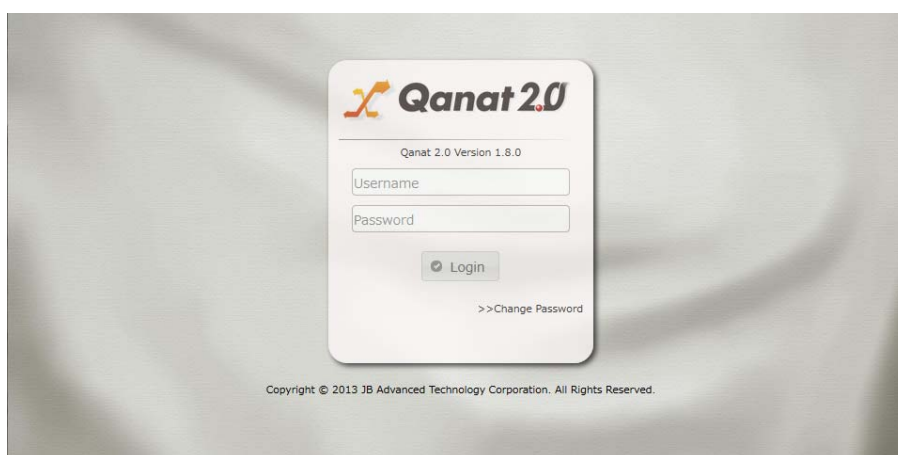 Qanat 2.0
Qanat 2.0 Version 1.8.0
Username
Password
Login
>>Change Password
Copyright © 2013 JB Advanced Technology Corporation. All Rights Reserved.